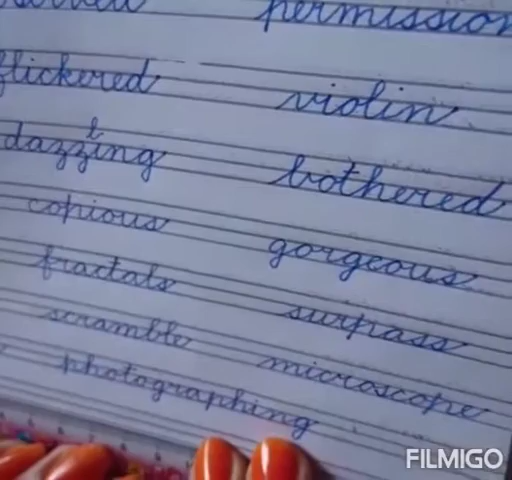 permission
flickered violin
dazzling bothered
copious gorgeous
fractals surpass
scramble microscope
photographing
FILMIGO